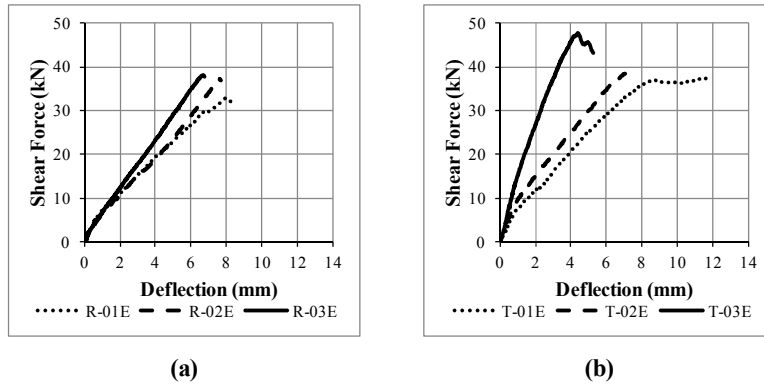 50
40
30
20
10
0
Shear Force (kN)
0 2 4 6 8 10 12 14
Deflection (mm)
R-01E R-02E R-03E
(a)
50
40
30
20
10
0
Shear Force (kN)
0 2 4 6 8 10 12 14
Deflection (mm)
T-01E T-02E T-03E
(b)